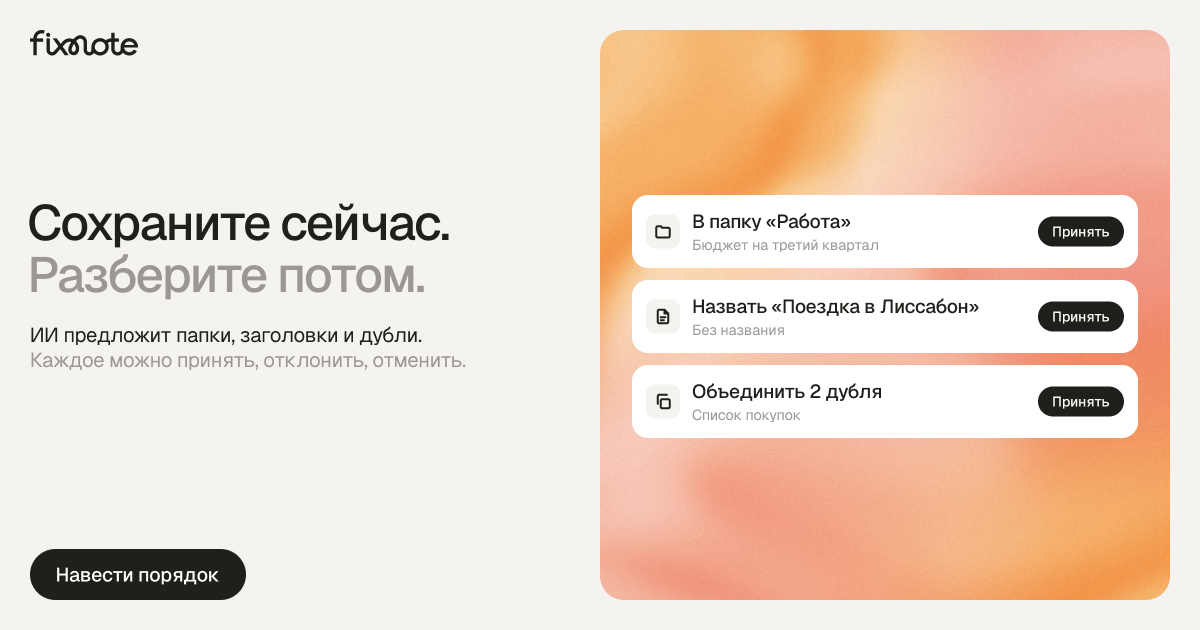 fixnote
Сохраните сейчас.
Разберите потом.
ИИ предложит папки, заголовки и дубли.
Каждое можно принять, отклонить, отменить.
Навести порядок
В папку «Работа»
Бюджет на третий квартал
Принять
Назвать «Поездка в Лиссабон»
Без названия
Принять
Объединить 2 дубля
Список покупок
Принять